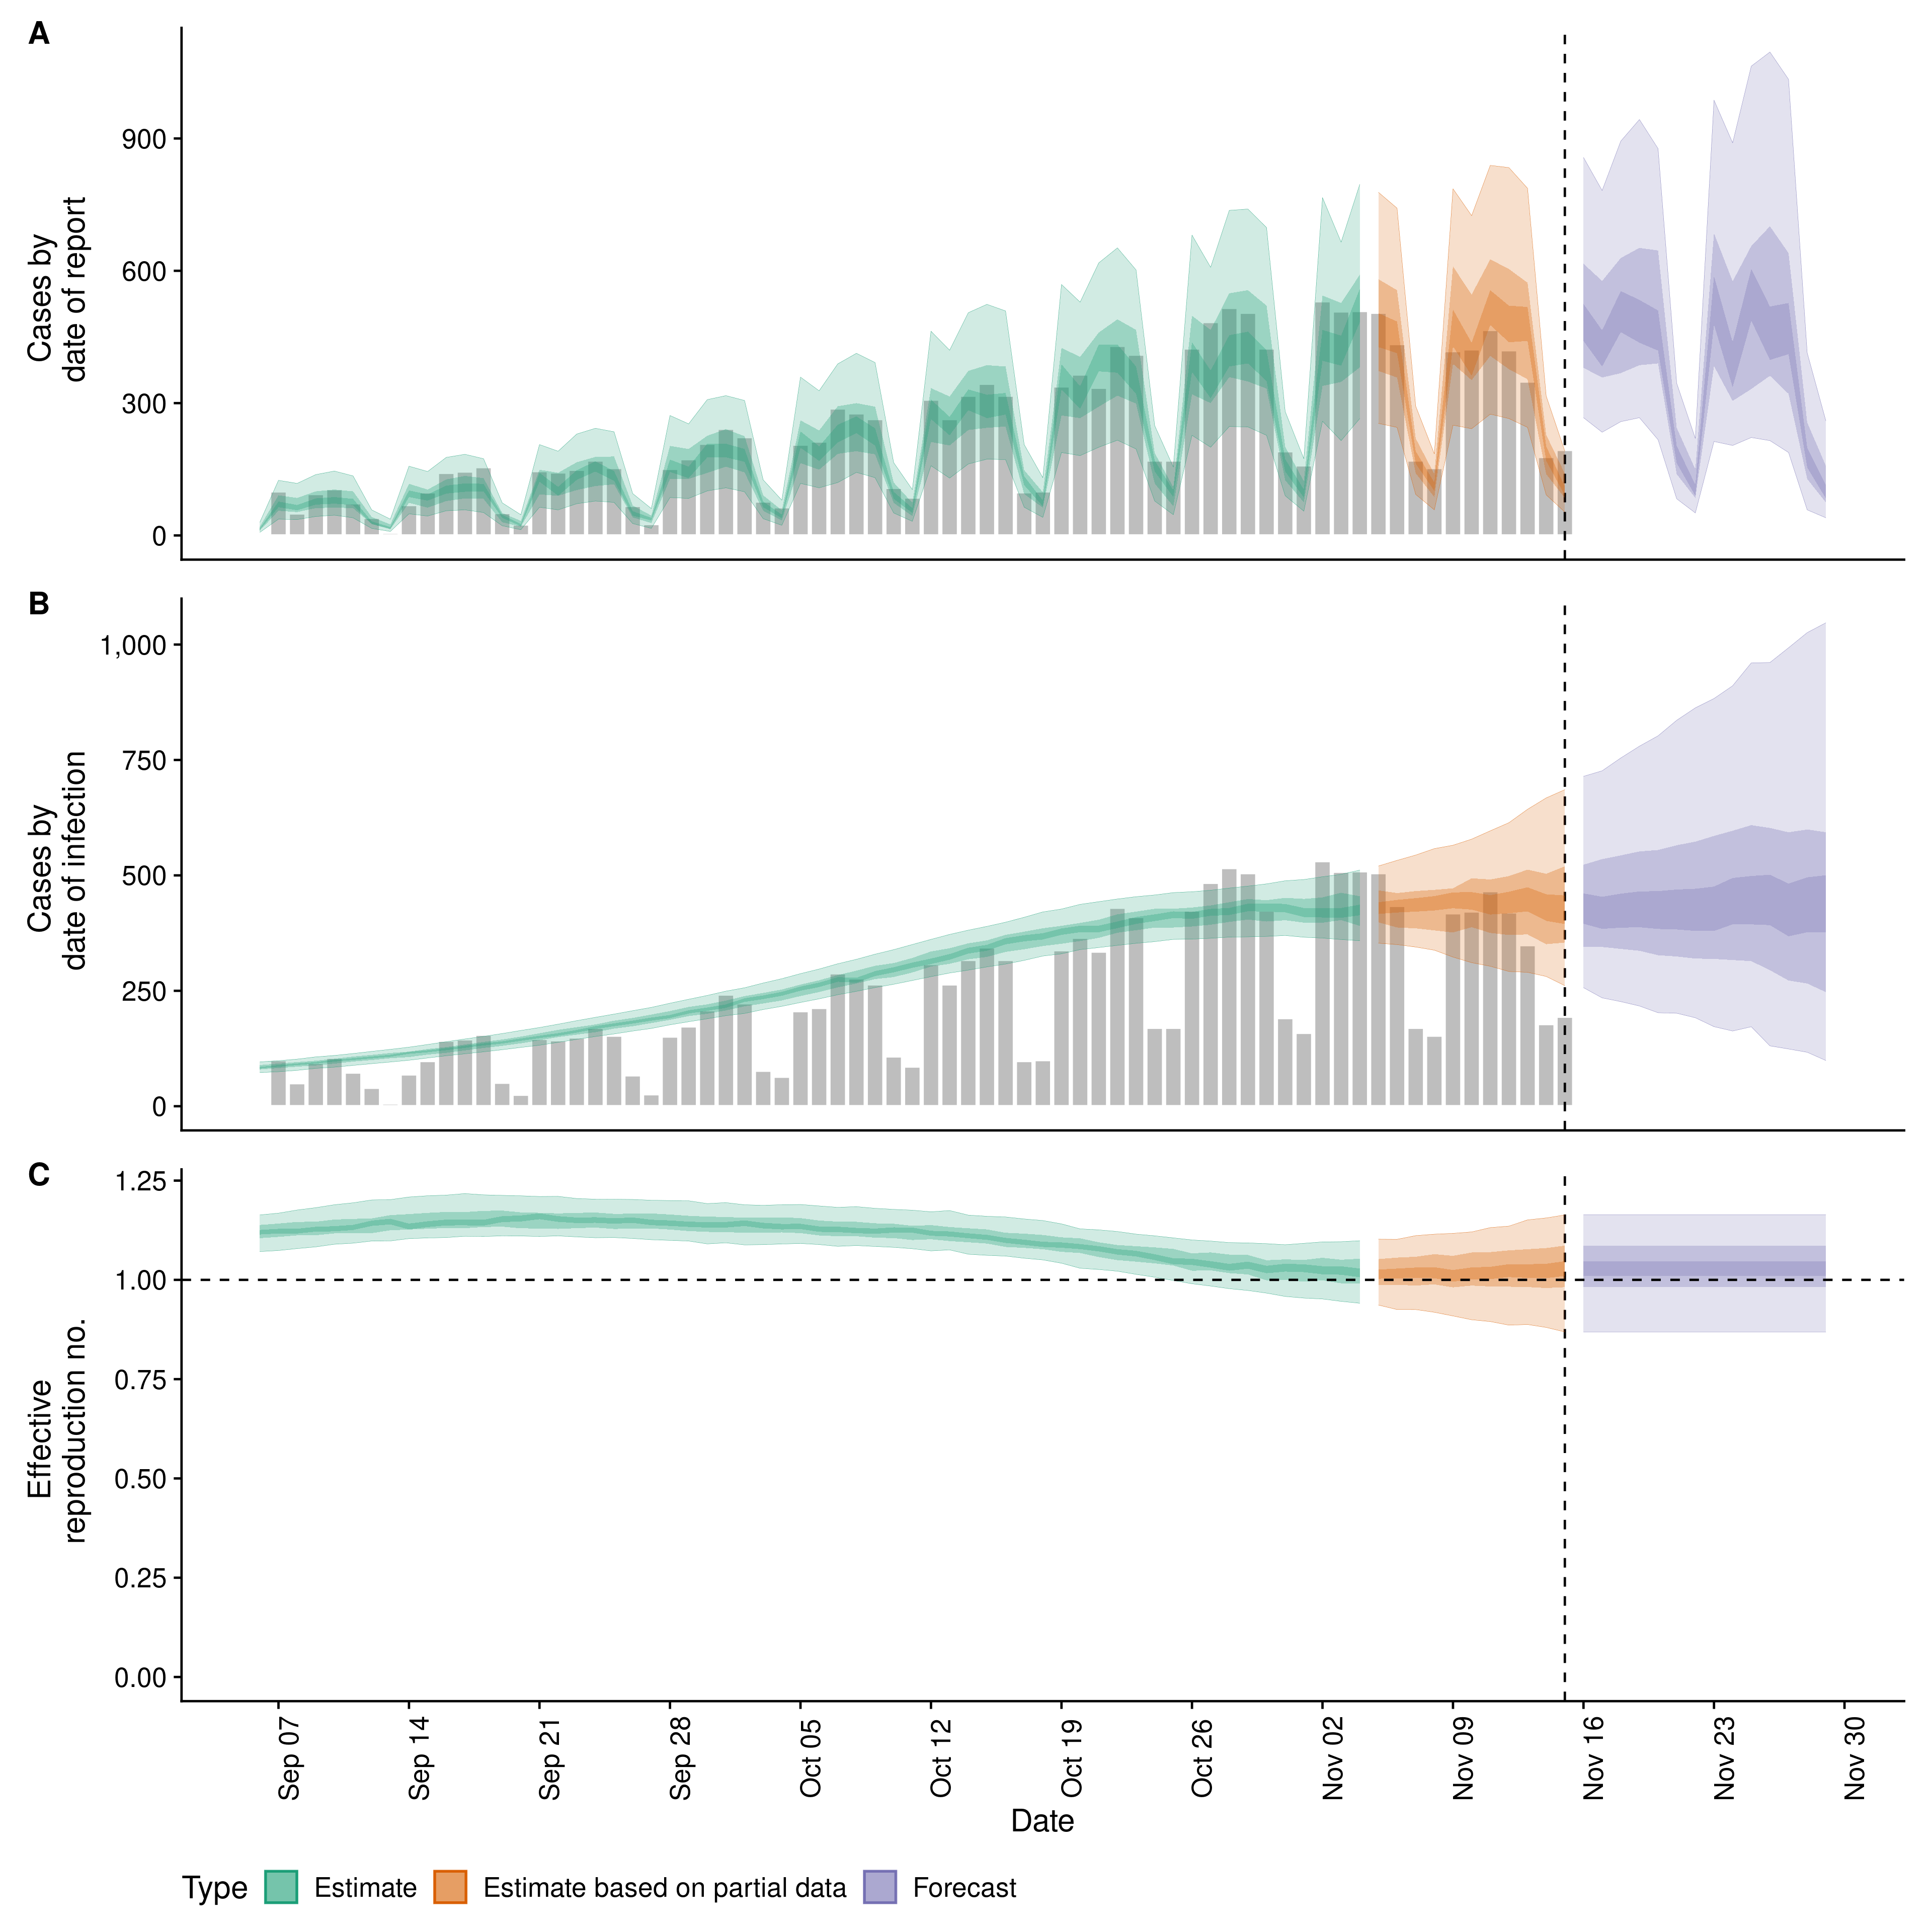 A
Cases by
date of report
900
600
300
0
B
Cases by
date of infection
1,000
750
500
250
0
C
Effective
reproduction no.
1.25
1.00
0.75
0.50
0.25
0.00
Sep 07
Sep 14
Sep 21
Sep 28
Oct 05
Oct 12
Oct 19
Oct 26
Nov 02
Nov 09
Nov 16
Nov 23
Nov 30
Date
Type Estimate Estimate based on partial data Forecast